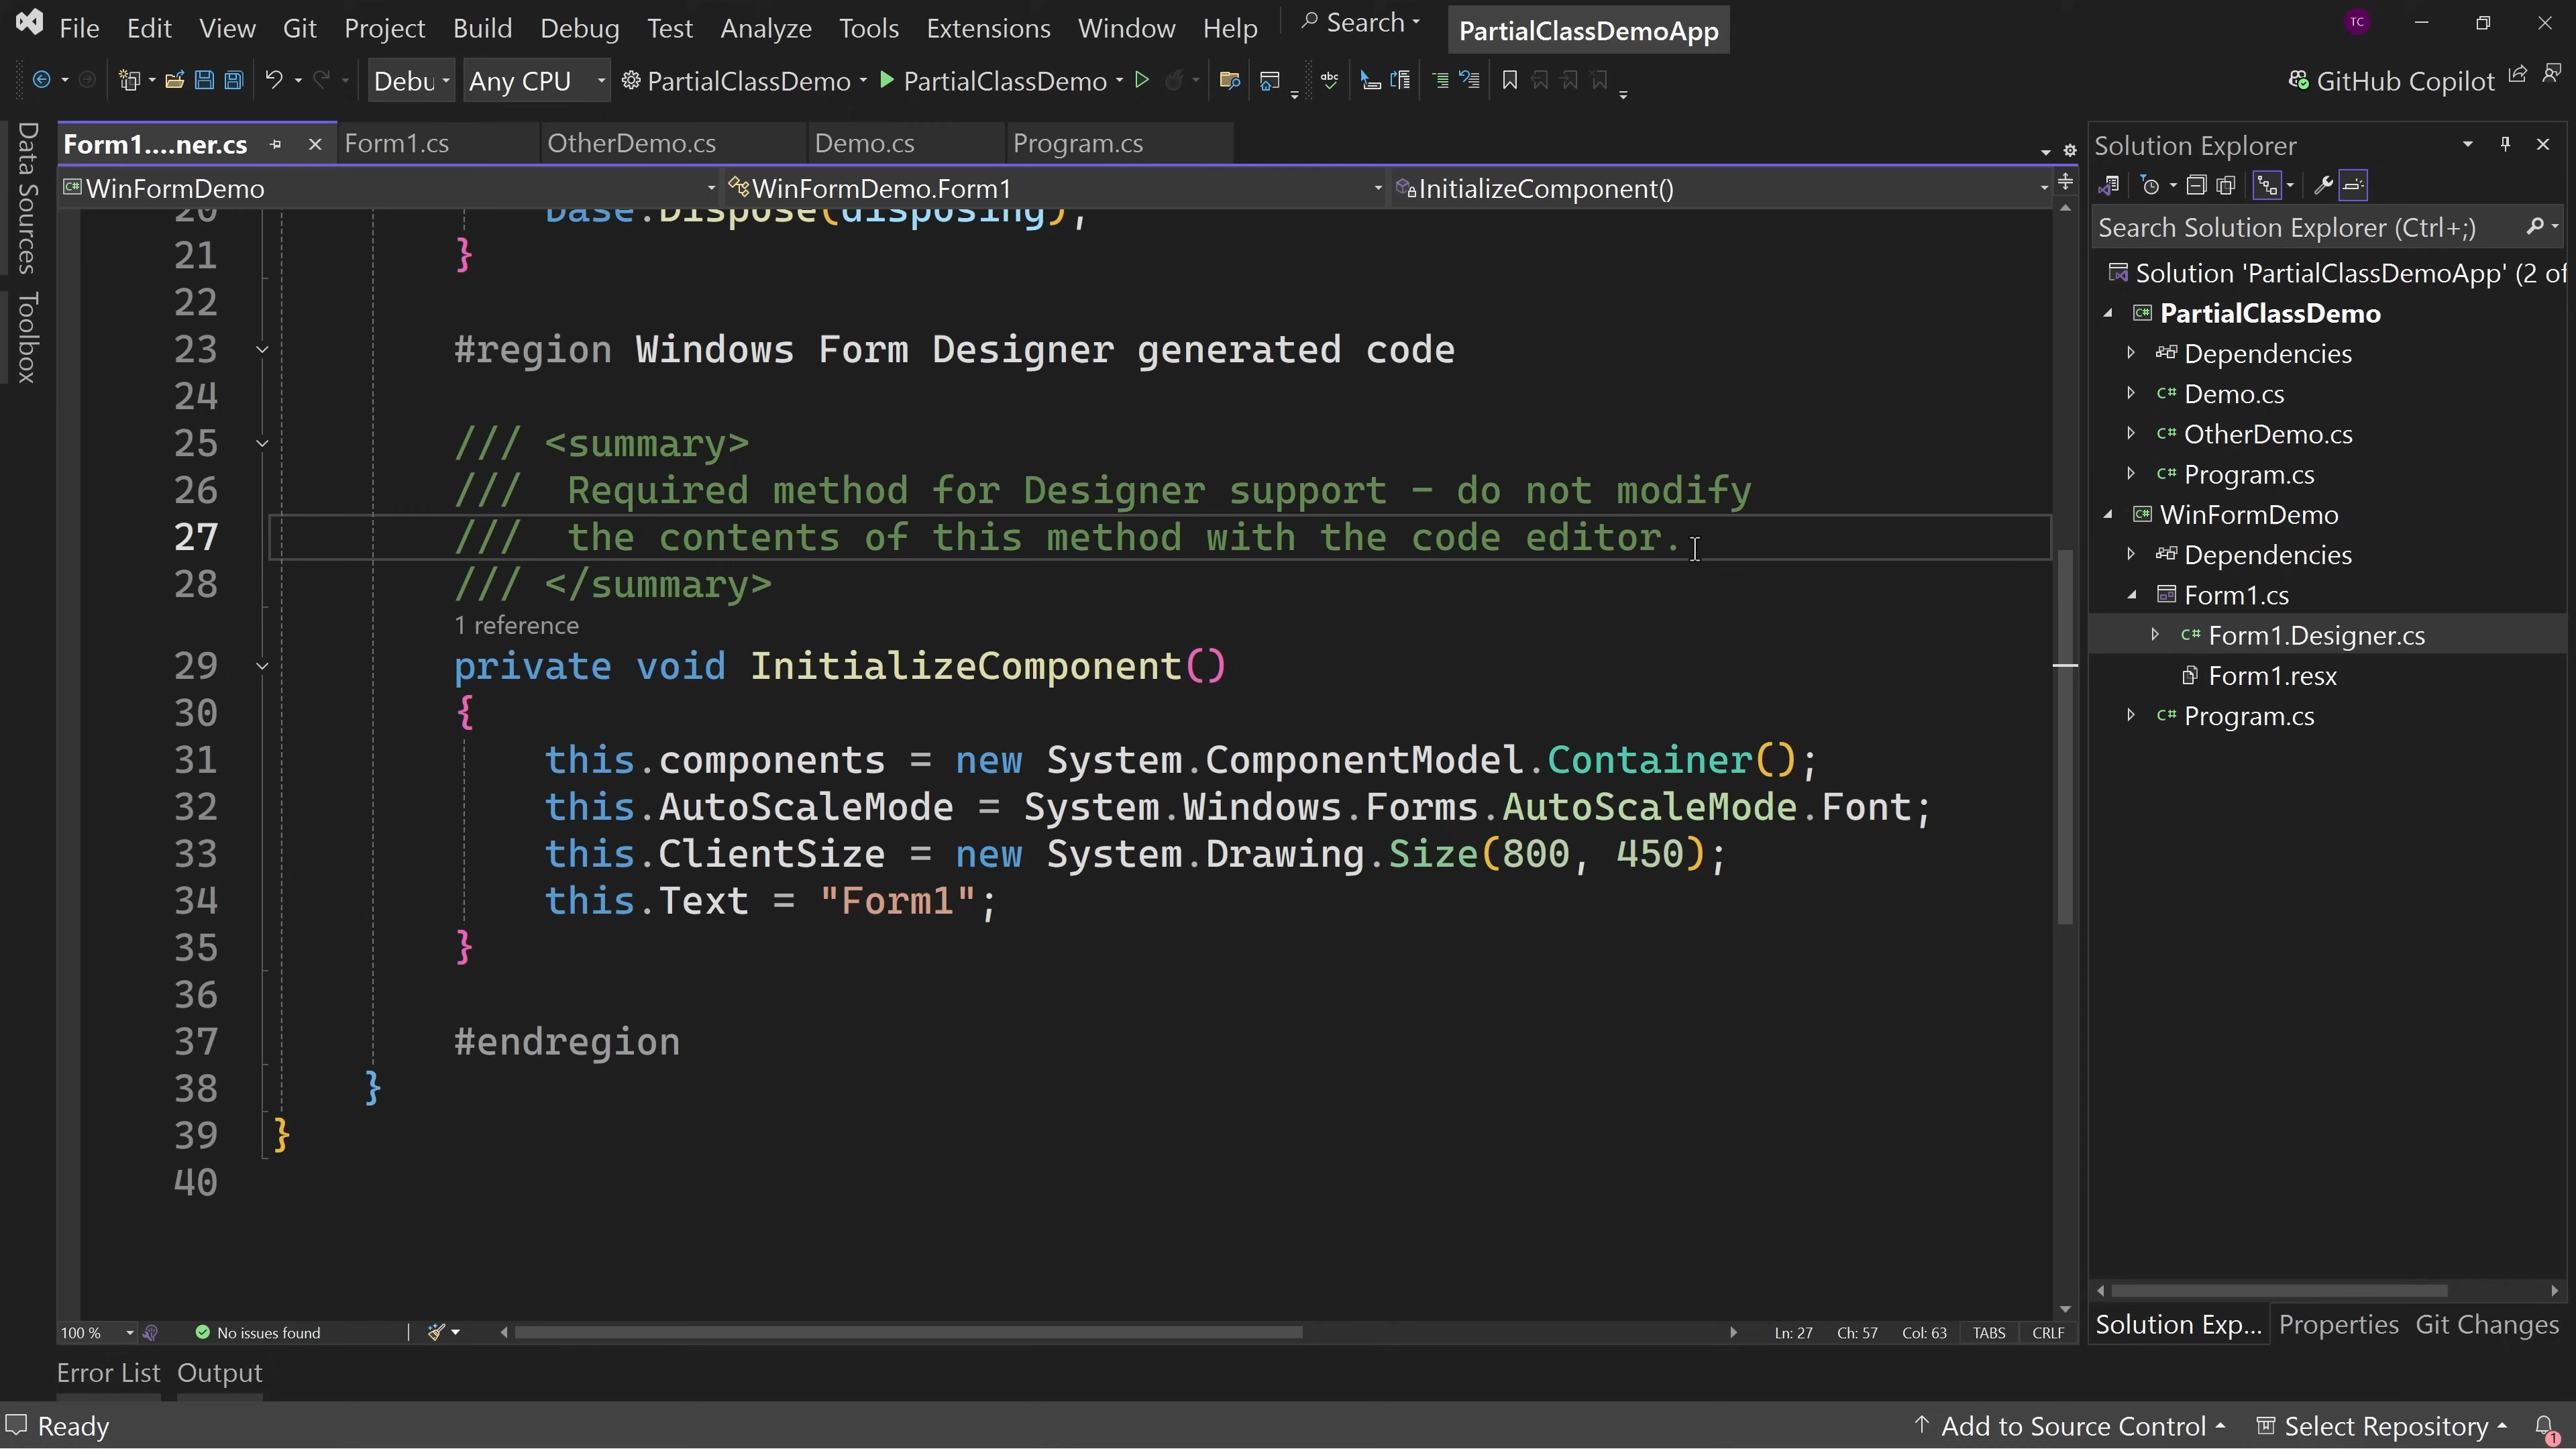 File Edit View Git Project Build Debug Test Analyze Tools Extensions Window Help Search PartialClassDemoApp TC
Debu Any CPU PartialClassDemo PartialClassDemo abc GitHub Copilot
Form1....ner.cs Form1.cs OtherDemo.cs Demo.cs Program.cs
WinFormDemo WinFormDemo.Form1 InitializeComponent()
Data Sources
Toolbox
20 base.Dispose(disposing);
21 }
22
23 #region Windows Form Designer generated code
24
25 /// <summary>
26 ///  Required method for Designer support - do not modify
27 ///  the contents of this method with the code editor.
28 /// </summary>
1 reference
29 private void InitializeComponent()
30 {
31 this.components = new System.ComponentModel.Container();
32 this.AutoScaleMode = System.Windows.Forms.AutoScaleMode.Font;
33 this.ClientSize = new System.Drawing.Size(800, 450);
34 this.Text = "Form1";
35 }
36
37 #endregion
38 }
39 }
40
100 % No issues found Ln: 27 Ch: 57 Col: 63 TABS CRLF
Solution Explorer
Search Solution Explorer (Ctrl+;)
Solution 'PartialClassDemoApp' (2 of
C# PartialClassDemo
Dependencies
C# Demo.cs
C# OtherDemo.cs
C# Program.cs
C# WinFormDemo
Dependencies
Form1.cs
C# Form1.Designer.cs
Form1.resx
C# Program.cs
Solution Exp... Properties Git Changes
Error List Output
Ready Add to Source Control Select Repository 1